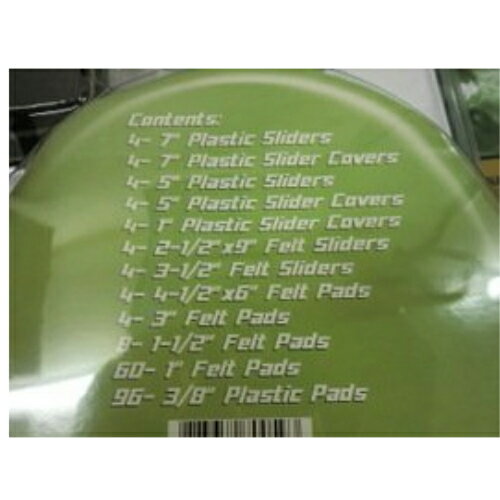 Contents:
4- 7" Plastic Sliders
4- 7" Plastic Slider Covers
4- 5" Plastic Sliders
4- 5" Plastic Slider Covers
4- 1" Plastic Slider Covers
4- 2-1/2"x9" Felt Sliders
4- 3-1/2" Felt Sliders
4- 4-1/2"x6" Felt Pads
4- 3" Felt Pads
8- 1-1/2" Felt Pads
60- 1" Felt Pads
96- 3/8" Plastic Pads